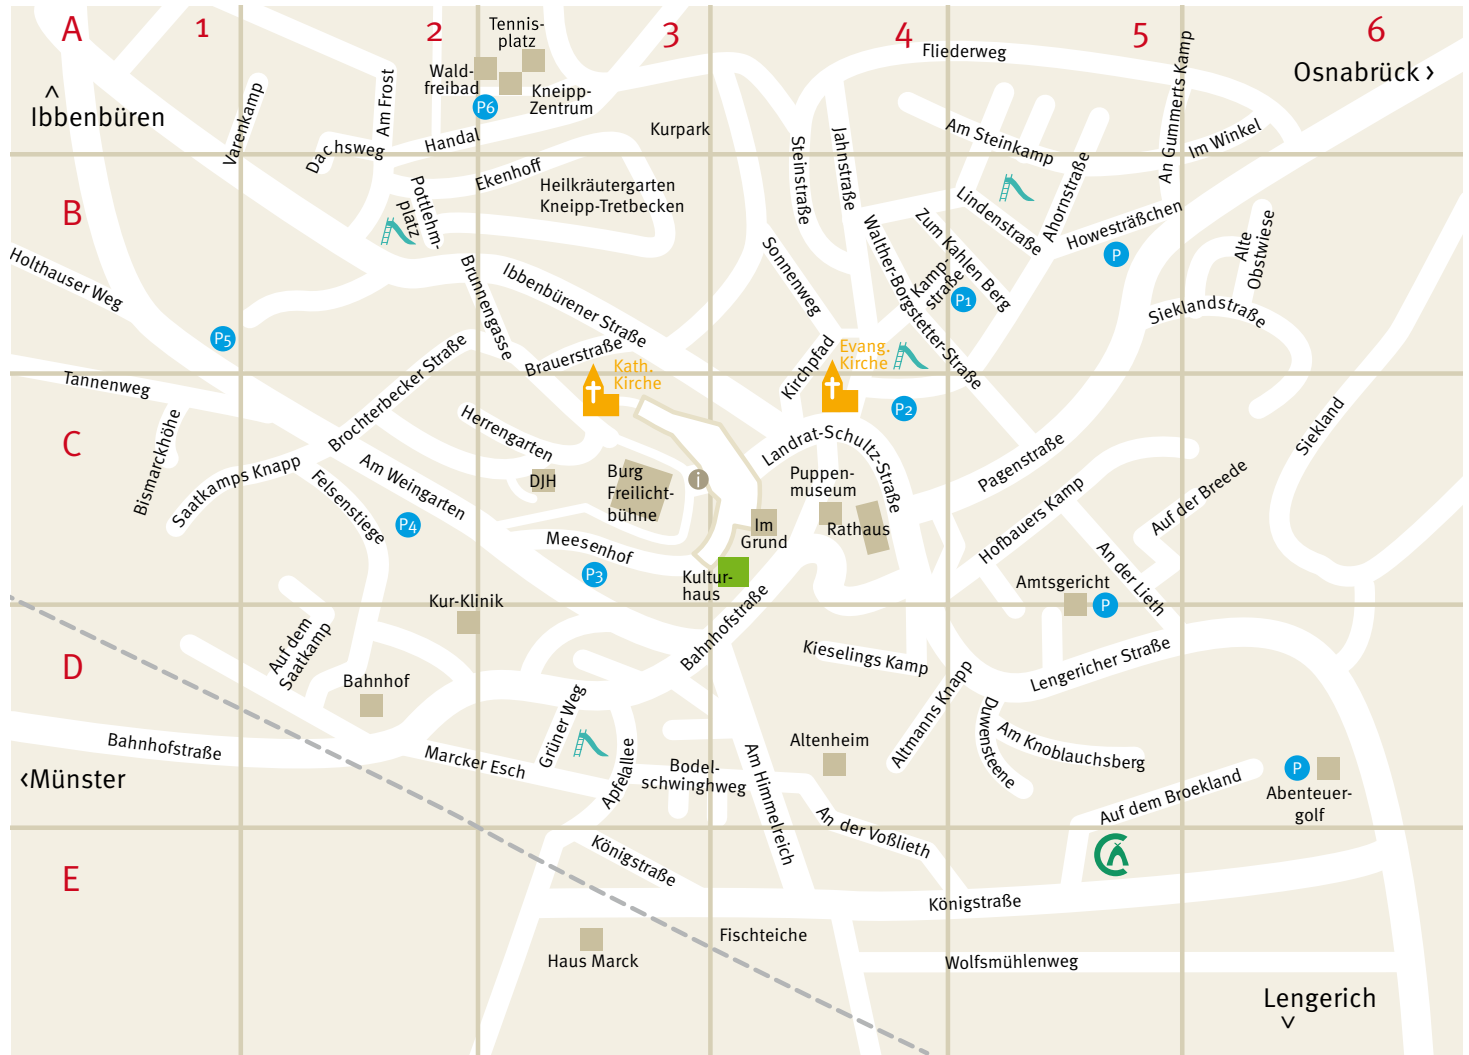 A
1
2
3
4
5
6
Tennis-
platz
Wald-
freibad
Kneipp-
Zentrum
P6
Fliederweg
Osnabrück >
<
Ibbenbüren
Varenkamp
Am Frost
Dachsweg
Handal
Kurpark
Steinstraße
Jahnstraße
Am Steinkamp
An Gummerts Kamp
Im Winkel
B
Pottlehm-
platz
Ekenhoff
Heilkräutergarten
Kneipp-Tretbecken
Lindenstraße
Ahornstraße
Howesträßchen
P
Alte
Obstwiese
Holthauser Weg
Brunnengasse
Ibbenbürener Straße
Sonnenweg
Walther-Borgstetter-Straße
Zum Kahlen Berg
Kamp-
straße
P1
Sieklandstraße
P5
Brauerstraße
Kath.
Kirche
Kirchpfad
Evang.
Kirche
Tannenweg
Brochterbecker Straße
P2
C
Bismarckhöhe
Saatkamps Knapp
Felsenstiege
Am Weingarten
Herrengarten
DJH
Burg
Freilicht-
bühne
i
Landrat-Schultz-Straße
Puppen-
museum
Pagenstraße
Siekland
P4
Meesenhof
Im
Grund
Rathaus
Hofbauers Kamp
Auf der Breede
P3
Kultur-
haus
Amtsgericht
P
An der Lieth
Kur-Klinik
Bahnhofstraße
D
Auf dem
Saatkamp
Bahnhof
Kieselings Kamp
Altmanns Knapp
Lengericher Straße
Duwensteene
Am Knoblauchsberg
Bahnhofstraße
<Münster
Marcker Esch
Grüner Weg
Apfelallee
Bodel-
schwinghweg
Am Himmelreich
Altenheim
An der Voßlieth
Auf dem Broekland
P
Abenteuer-
golf
E
Königstraße
Königstraße
Haus Marck
Fischteiche
Wolfsmühlenweg
Lengerich
>